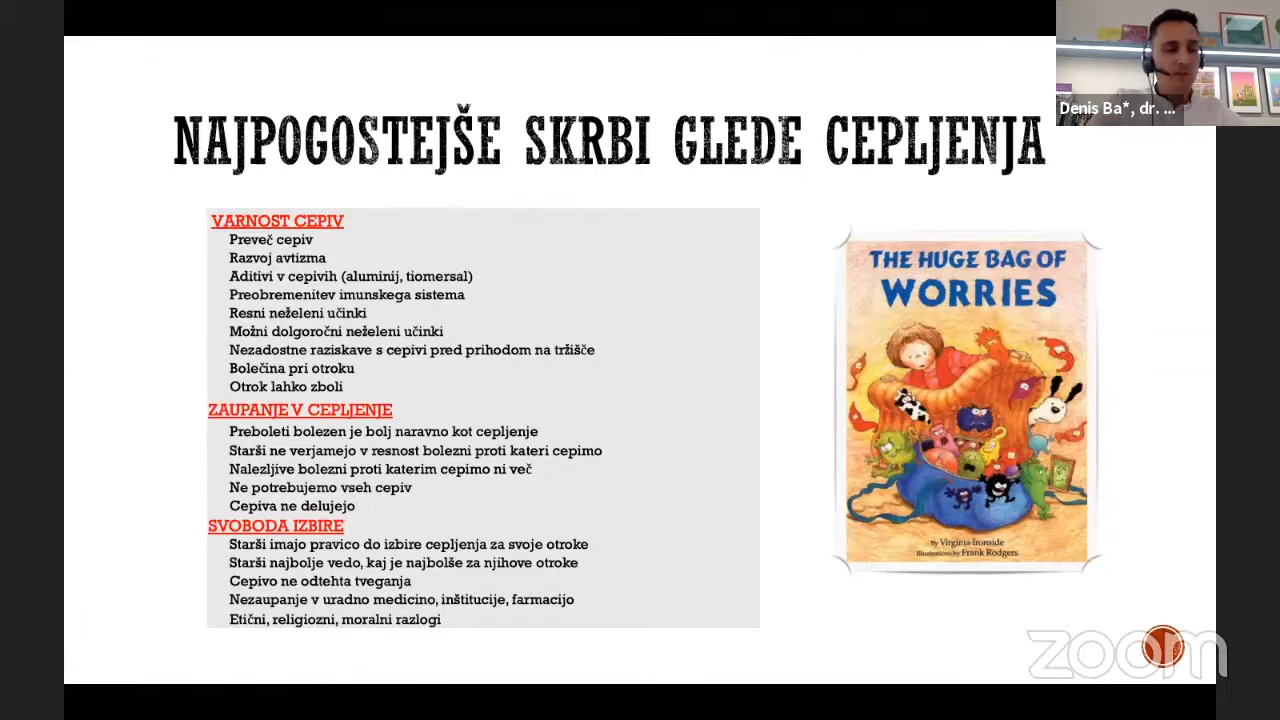 NAJPOGOSTEJŠE SKRBI GLEDE CEPLJENJA
Denis Ba*, dr. ...
VARNOST CEPIV
Preveč cepiv
Razvoj avtizma
Aditivi v cepivih (aluminij, tiomersal)
Preobremenitev imunskega sistema
Resni neželeni učinki
Možni dolgoročni neželeni učinki
Nezadostne raziskave s cepivi pred prihodom na tržišče
Bolečina pri otroku
Otrok lahko zboli
ZAUPANJE V CEPLJENJE
Preboleti bolezen je bolj naravno kot cepljenje
Starši ne verjamejo v resnost bolezni proti kateri cepimo
Nalezljive bolezni proti katerim cepimo ni več
Ne potrebujemo vseh cepiv
Cepiva ne delujejo
SVOBODA IZBIRE
Starši imajo pravico do izbire cepljenja za svoje otroke
Starši najbolje vedo, kaj je najbolše za njihove otroke
Cepivo ne odtehta tveganja
Nezaupanje v uradno medicino, inštitucije, farmacijo
Etični, religiozni, moralni razlogi
THE HUGE BAG OF
WORRIES
By Virginia Ironside
Illustrations by Frank Rodgers
zoom